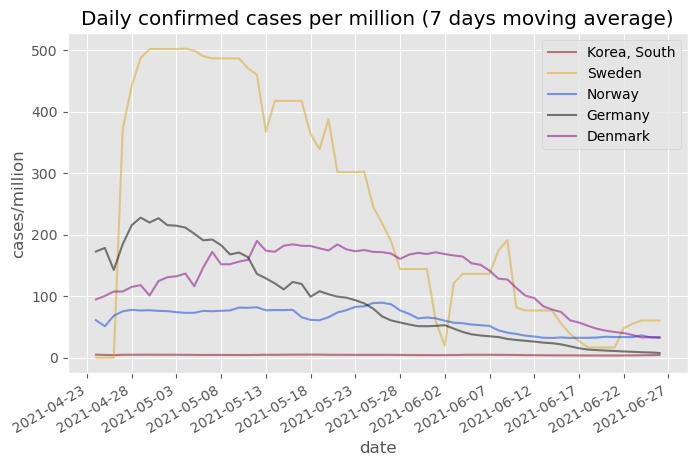 Daily confirmed cases per million (7 days moving average)
Korea, South
Sweden
Norway
Germany
Denmark
cases/million
500
400
300
200
100
0
2021-04-23
2021-04-28
2021-05-03
2021-05-08
2021-05-13
2021-05-18
2021-05-23
2021-05-28
2021-06-02
2021-06-07
2021-06-12
2021-06-17
2021-06-22
2021-06-27
date